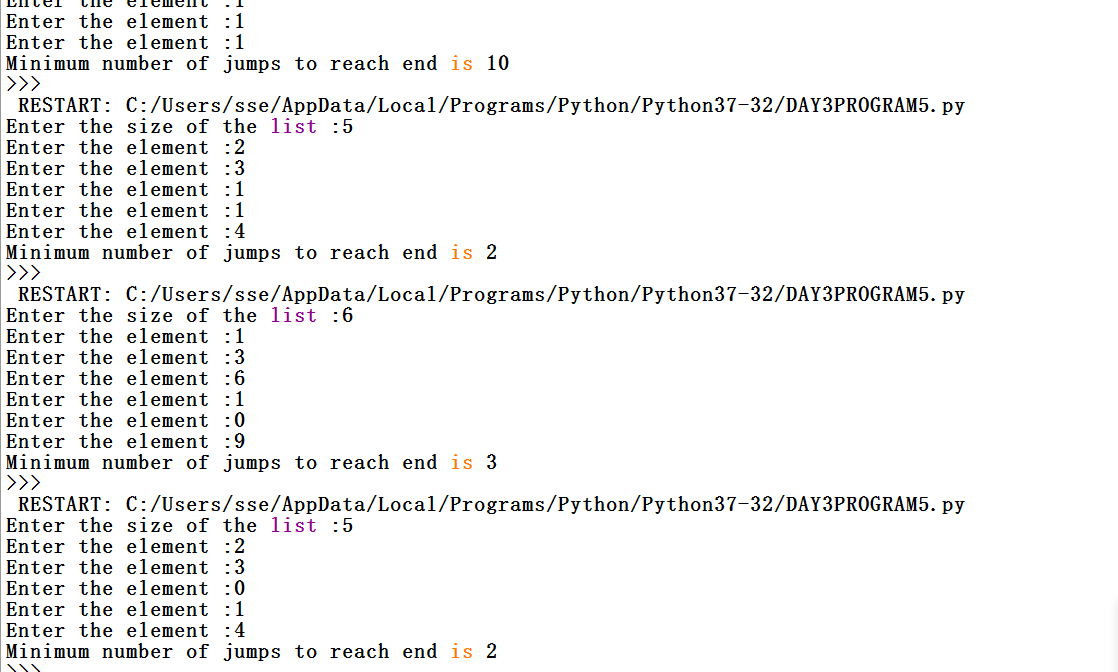 Enter the element :1
Enter the element :1
Enter the element :1
Minimum number of jumps to reach end is 10
>>>
 RESTART: C:/Users/sse/AppData/Local/Programs/Python/Python37-32/DAY3PROGRAM5.py
Enter the size of the list :5
Enter the element :2
Enter the element :3
Enter the element :1
Enter the element :1
Enter the element :4
Minimum number of jumps to reach end is 2
>>>
 RESTART: C:/Users/sse/AppData/Local/Programs/Python/Python37-32/DAY3PROGRAM5.py
Enter the size of the list :6
Enter the element :1
Enter the element :3
Enter the element :6
Enter the element :1
Enter the element :0
Enter the element :9
Minimum number of jumps to reach end is 3
>>>
 RESTART: C:/Users/sse/AppData/Local/Programs/Python/Python37-32/DAY3PROGRAM5.py
Enter the size of the list :5
Enter the element :2
Enter the element :3
Enter the element :0
Enter the element :1
Enter the element :4
Minimum number of jumps to reach end is 2
>>>